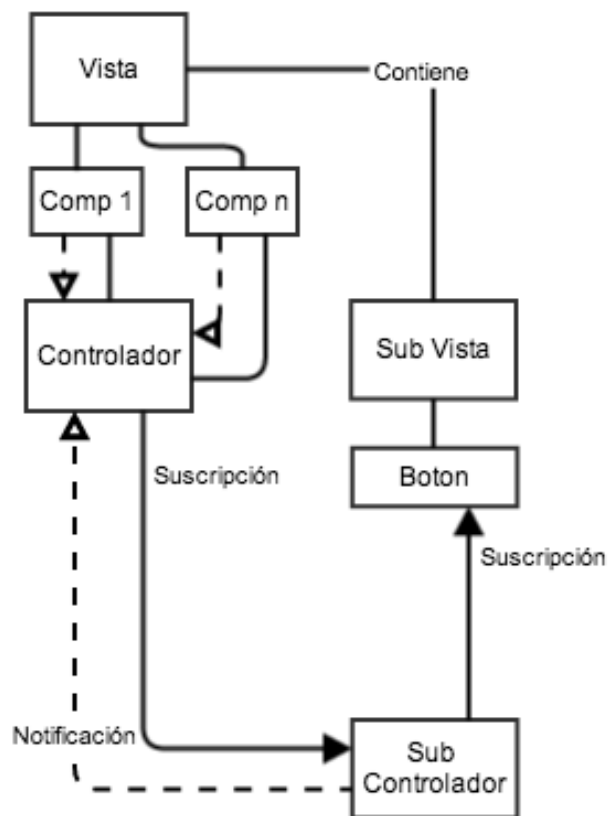 Vista
Contiene
Comp 1
Comp n
Controlador
Sub Vista
Suscripción
Boton
Suscripción
Notificación
Sub
Controlador